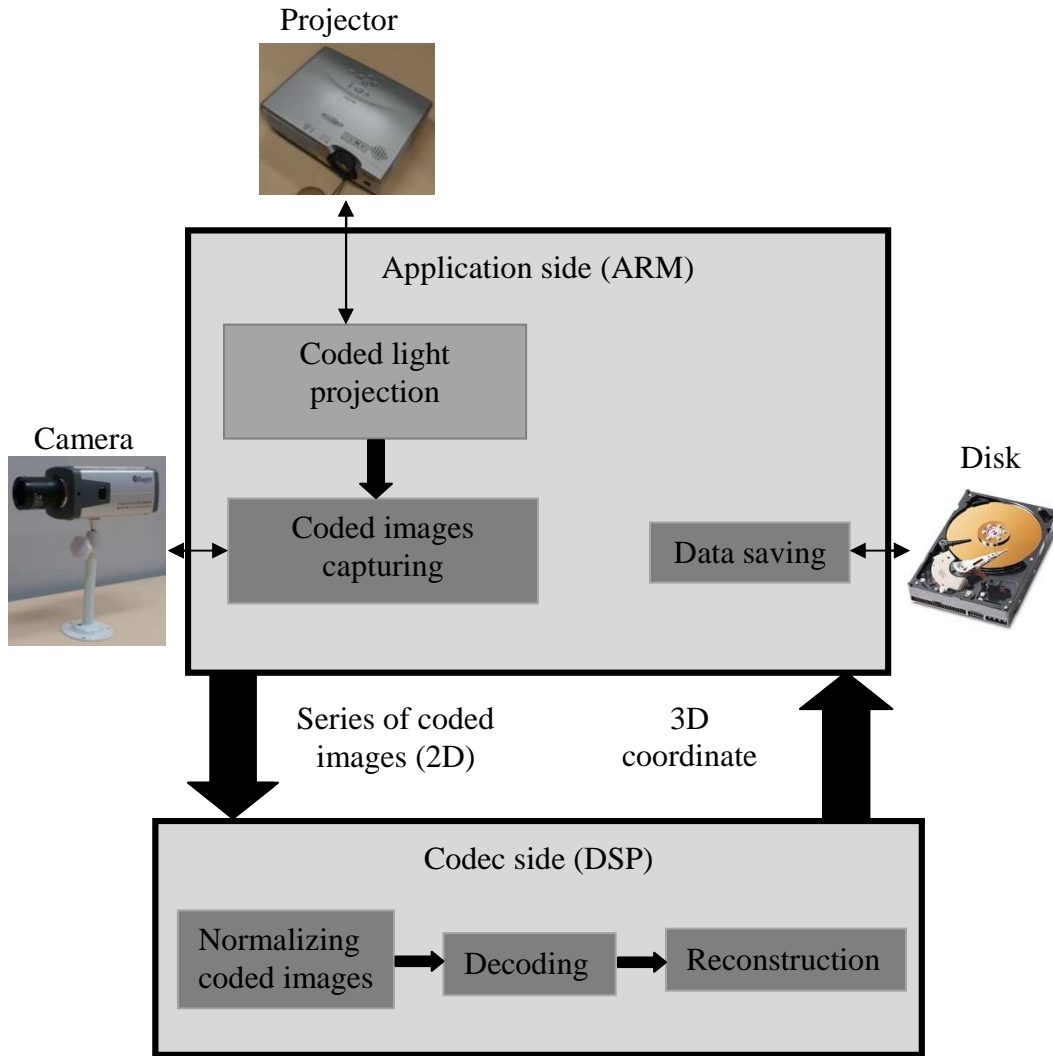 Projector
Application side (ARM)
Coded light
projection
Camera
Coded images
capturing
Data saving
Disk
Series of coded
images (2D)
3D
coordinate
Codec side (DSP)
Normalizing
coded images
Decoding
Reconstruction